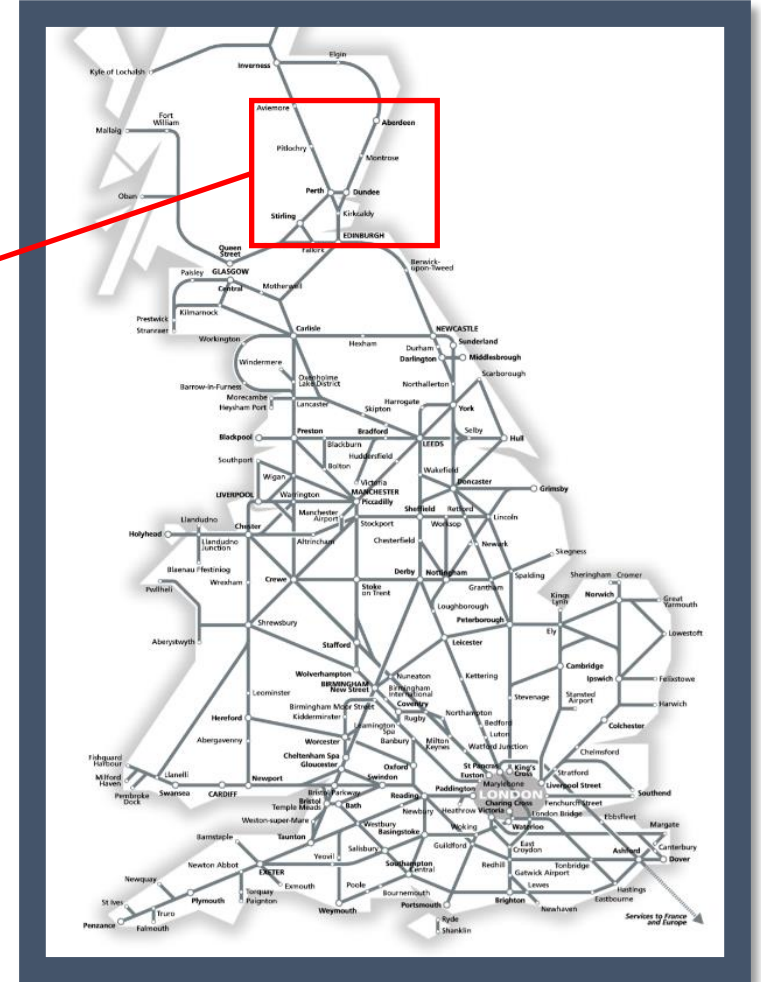 Elgin
Inverness
Kyle of Lochalsh
Aviemore
Fort
William
Aberdeen
Mallaig
Pitlochry
Montrose
Perth
Dundee
Oban
Stirling
Kirkcaldy
EDINBURGH
Queen
Street
Falkirk
Berwick-
upon-Tweed
Paisley
GLASGOW
Central
Motherwell
Kilmarnock
Prestwick
Stranraer
Carlisle
NEWCASTLE
Workington
Hexham
Sunderland
Durham
Darlington
Middlesbrough
Windermere
Scarborough
Oxenholme
Lake District
Barrow-in-Furness
Northallerton
Morecambe
Heysham Port
Lancaster
Harrogate
Skipton
York
Preston
Bradford
Selby
Blackpool
Blackburn
LEEDS
Hull
Huddersfield
Southport
Bolton
Wakefield
Wigan
Victoria
Doncaster
LIVERPOOL
Warrington
MANCHESTER
Piccadilly
Grimsby
Manchester
Airport
Sheffield
Retford
Llandudno
Stockport
Worksop
Lincoln
Holyhead
Chester
Llandudno
Junction
Altrincham
Chesterfield
Newark
Skegness
Blaenau Ffestiniog
Wrexham
Crewe
Stoke
on Trent
Derby
Nottingham
Grantham
Spalding
Sheringham
Cromer
Pwllheli
Kings
Lynn
Norwich
Great
Yarmouth
Loughborough
Shrewsbury
Peterborough
Ely
Lowestoft
Aberystwyth
Stafford
Leicester
Wolverhampton
Cambridge
BIRMINGHAM
New Street
Nuneaton
Birmingham
International
Kettering
Ipswich
Felixstowe
Leominster
Stevenage
Stansted
Airport
Birmingham Moor Street
Coventry
Harwich
Hereford
Kidderminster
Rugby
Northampton
Leamington
Spa
Bedford
Colchester
Abergavenny
Worcester
Banbury
Milton
Keynes
Luton
Watford Junction
Chelmsford
Cheltenham Spa
Gloucester
Oxford
St Pancras
Euston
King's
Cross
Stratford
Fishguard
Harbour
Llanelli
Newport
Swindon
Marylebone
Liverpool Street
Milford
Haven
Paddington
LONDON
Southend
Pembroke
Dock
Swansea
CARDIFF
Bristol Parkway
Reading
Bristol
Temple Meads
Bath
Newbury
Heathrow
Charing Cross
Victoria
Fenchurch Street
London Bridge
Ebbsfleet
Weston-super-Mare
Westbury
Basingstoke
Woking
Waterloo
Margate
Barnstaple
Taunton
Salisbury
Guildford
East
Croydon
Canterbury
Ashford
Yeovil
Newton Abbot
Southampton
Central
Redhill
Tonbridge
Dover
EXETER
Gatwick Airport
Newquay
Exmouth
Poole
Lewes
Hastings
Torquay
Paignton
Bournemouth
Eastbourne
St Ives
Plymouth
Weymouth
Portsmouth
Brighton
Newhaven
Truro
Penzance
Falmouth
Ryde
Shanklin
Services to France
and Europe